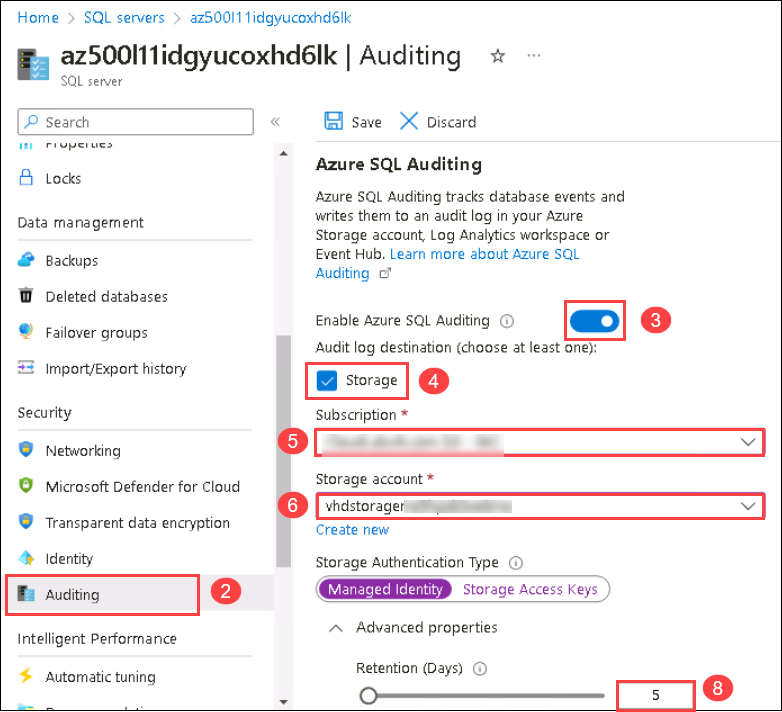 Home > SQL servers > az500l11idgyucoxhd6lk
az500l11idgyucoxhd6lk | Auditing ☆ ...
SQL server
Search «
Properties
Locks
Data management
Backups
Deleted databases
Failover groups
Import/Export history
Security
Networking
Microsoft Defender for Cloud
Transparent data encryption
Identity
Auditing 2
Intelligent Performance
Automatic tuning
Save Discard
Azure SQL Auditing
Azure SQL Auditing tracks database events and
writes them to an audit log in your Azure
Storage account, Log Analytics workspace or
Event Hub. Learn more about Azure SQL
Auditing
Enable Azure SQL Auditing 3
Audit log destination (choose at least one):
Storage 4
Subscription *
5
Storage account *
6 vhdstorage
Create new
Storage Authentication Type
Managed Identity Storage Access Keys
Advanced properties
Retention (Days)
5 8